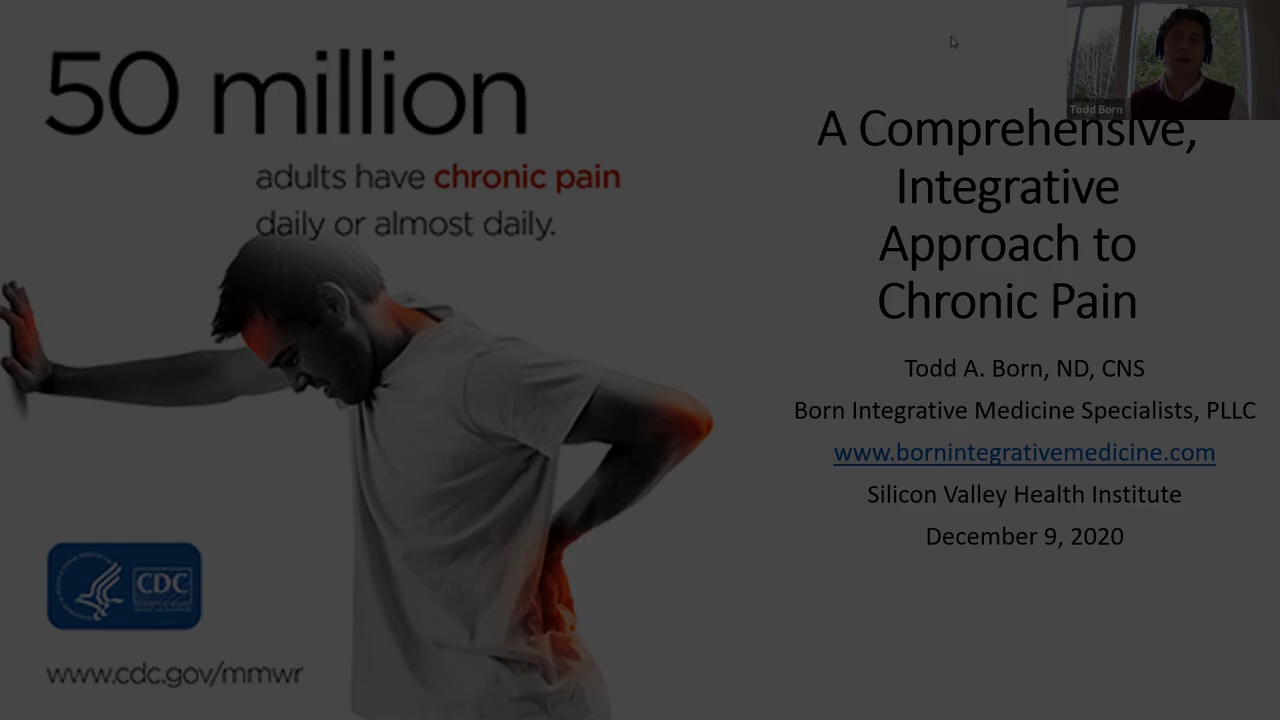 50 million
adults have chronic pain
daily or almost daily.
CDC
www.cdc.gov/mmwr
Todd Born
A Comprehensive,
Integrative
Approach to
Chronic Pain
Todd A. Born, ND, CNS
Born Integrative Medicine Specialists, PLLC
www.bornintegrativemedicine.com
Silicon Valley Health Institute
December 9, 2020